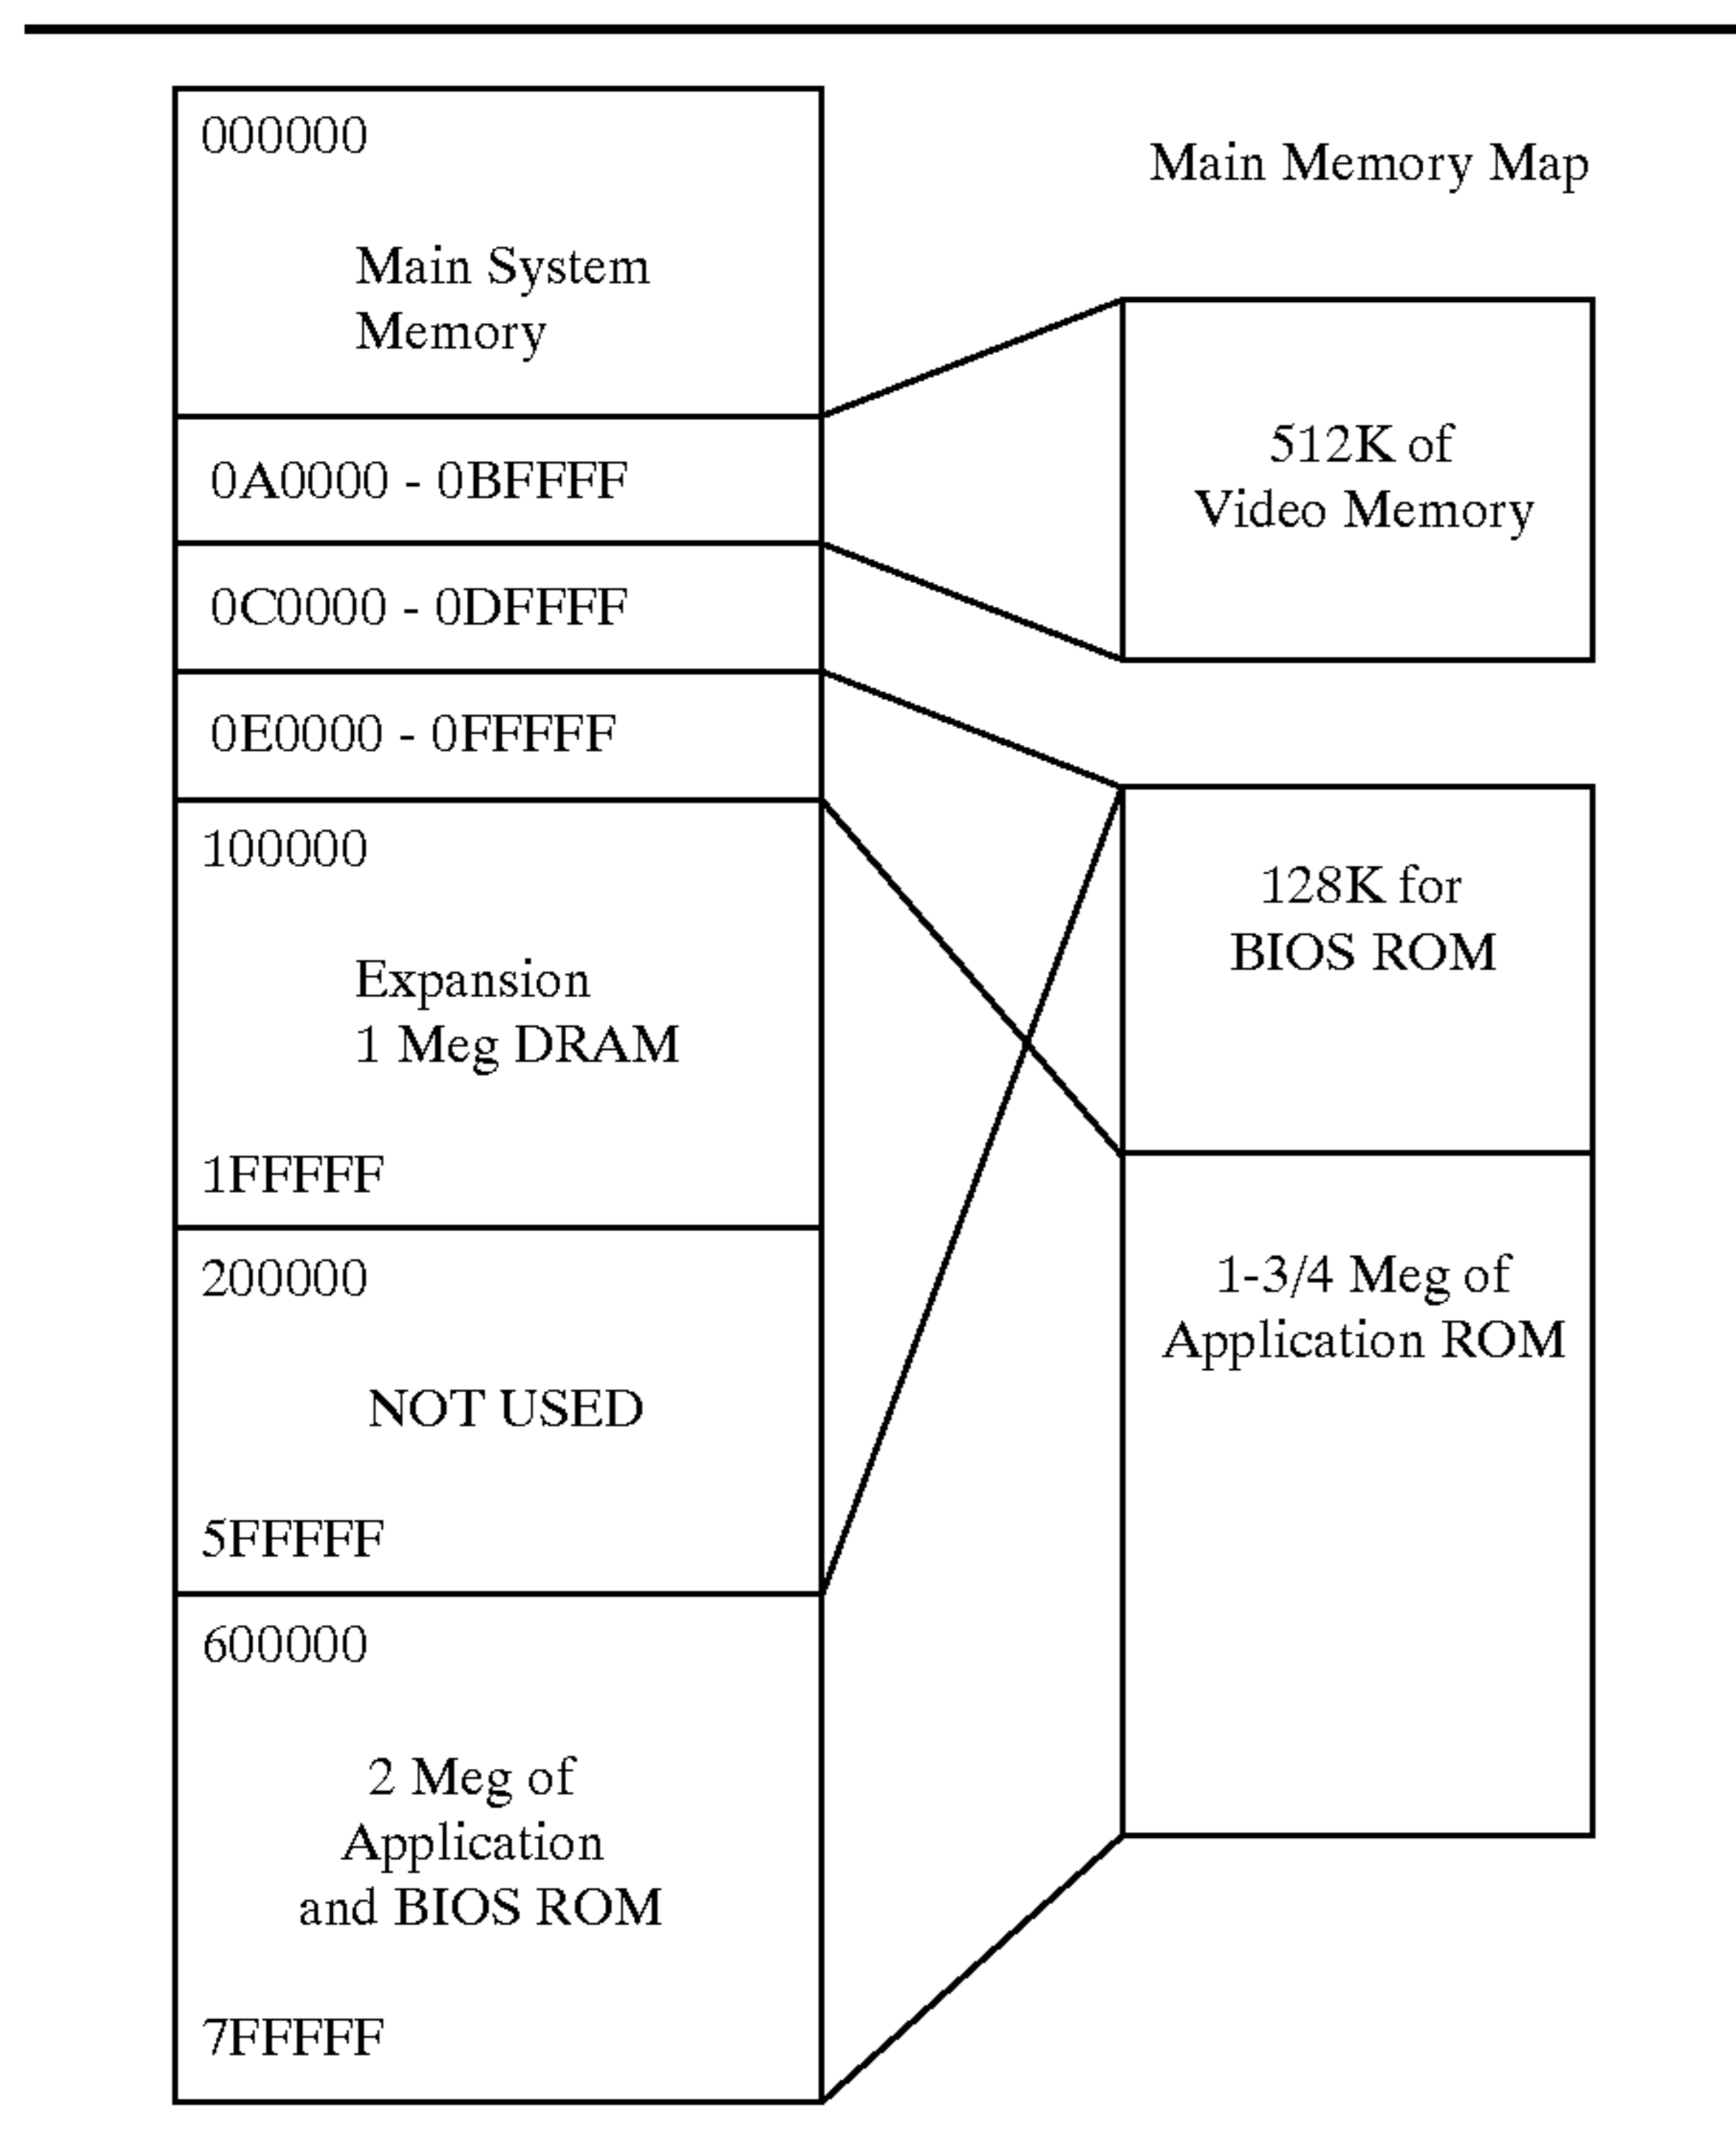 000000
Main Memory Map
Main System
Memory
512K of
Video Memory
0A0000 - 0BFFFF
0C0000 - 0DFFFF
0E0000 - 0FFFFF
100000
128K for
BIOS ROM
Expansion
1 Meg DRAM
1FFFFF
200000
1-3/4 Meg of
Application ROM
NOT USED
5FFFFF
600000
2 Meg of
Application
and BIOS ROM
7FFFFF